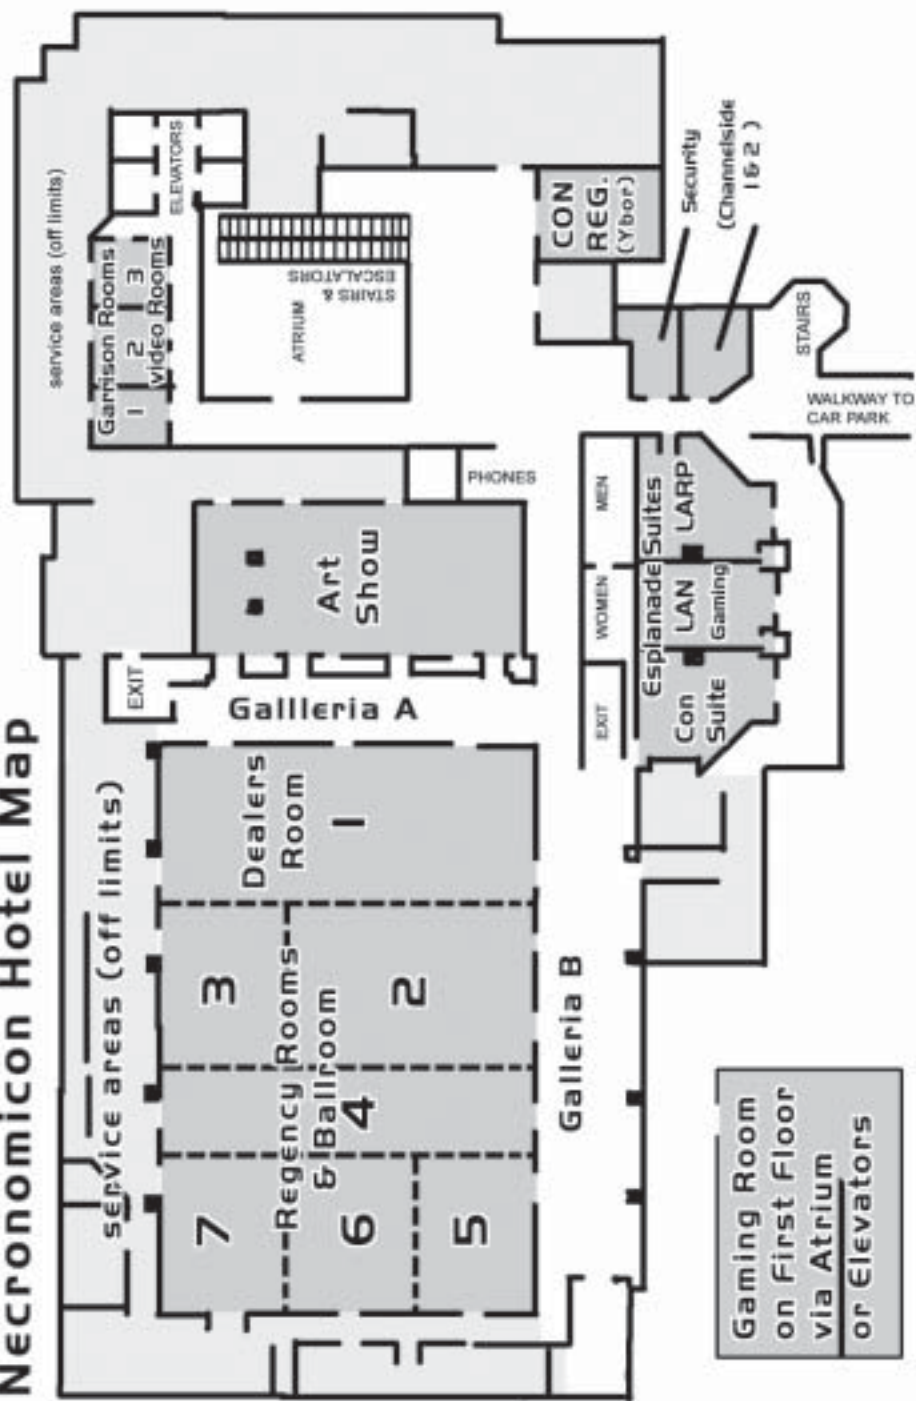 Necronomicon Hotel Map
service areas (off limits)
EXIT
Gallleria A
Dealers
Room
1
3
2
Regency Rooms
& Ballroom
4
7
6
5
Galleria B
Art
Show
service areas (off limits)
Garrison Rooms
1 2 3
video Rooms
ELEVATORS
ATRIUM
STAIRS &
ESCALATORS
PHONES
CON
REG.
(Ybor)
Security
(Channelside
1&2 )
STAIRS
WALKWAY TO
CAR PARK
EXIT
WOMEN
MEN
Esplanade Suites
Con
Suite
LAN
Gaming
LARP
Gaming Room
on First Floor
via Atrium
or Elevators